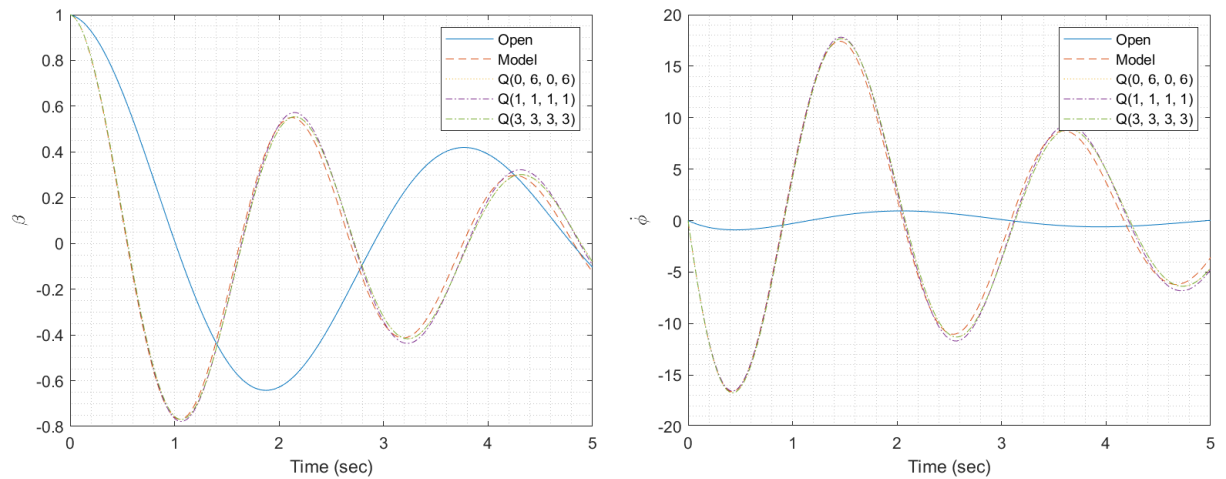 1
0.8
0.6
0.4
0.2
0
-0.2
-0.4
-0.6
-0.8
β
0 1 2 3 4 5
Time (sec)
Open
Model
Q(0, 6, 0, 6)
Q(1, 1, 1, 1)
Q(3, 3, 3, 3)
20
15
10
5
0
-5
-10
-15
-20
ϕ̇
0 1 2 3 4 5
Time (sec)
Open
Model
Q(0, 6, 0, 6)
Q(1, 1, 1, 1)
Q(3, 3, 3, 3)